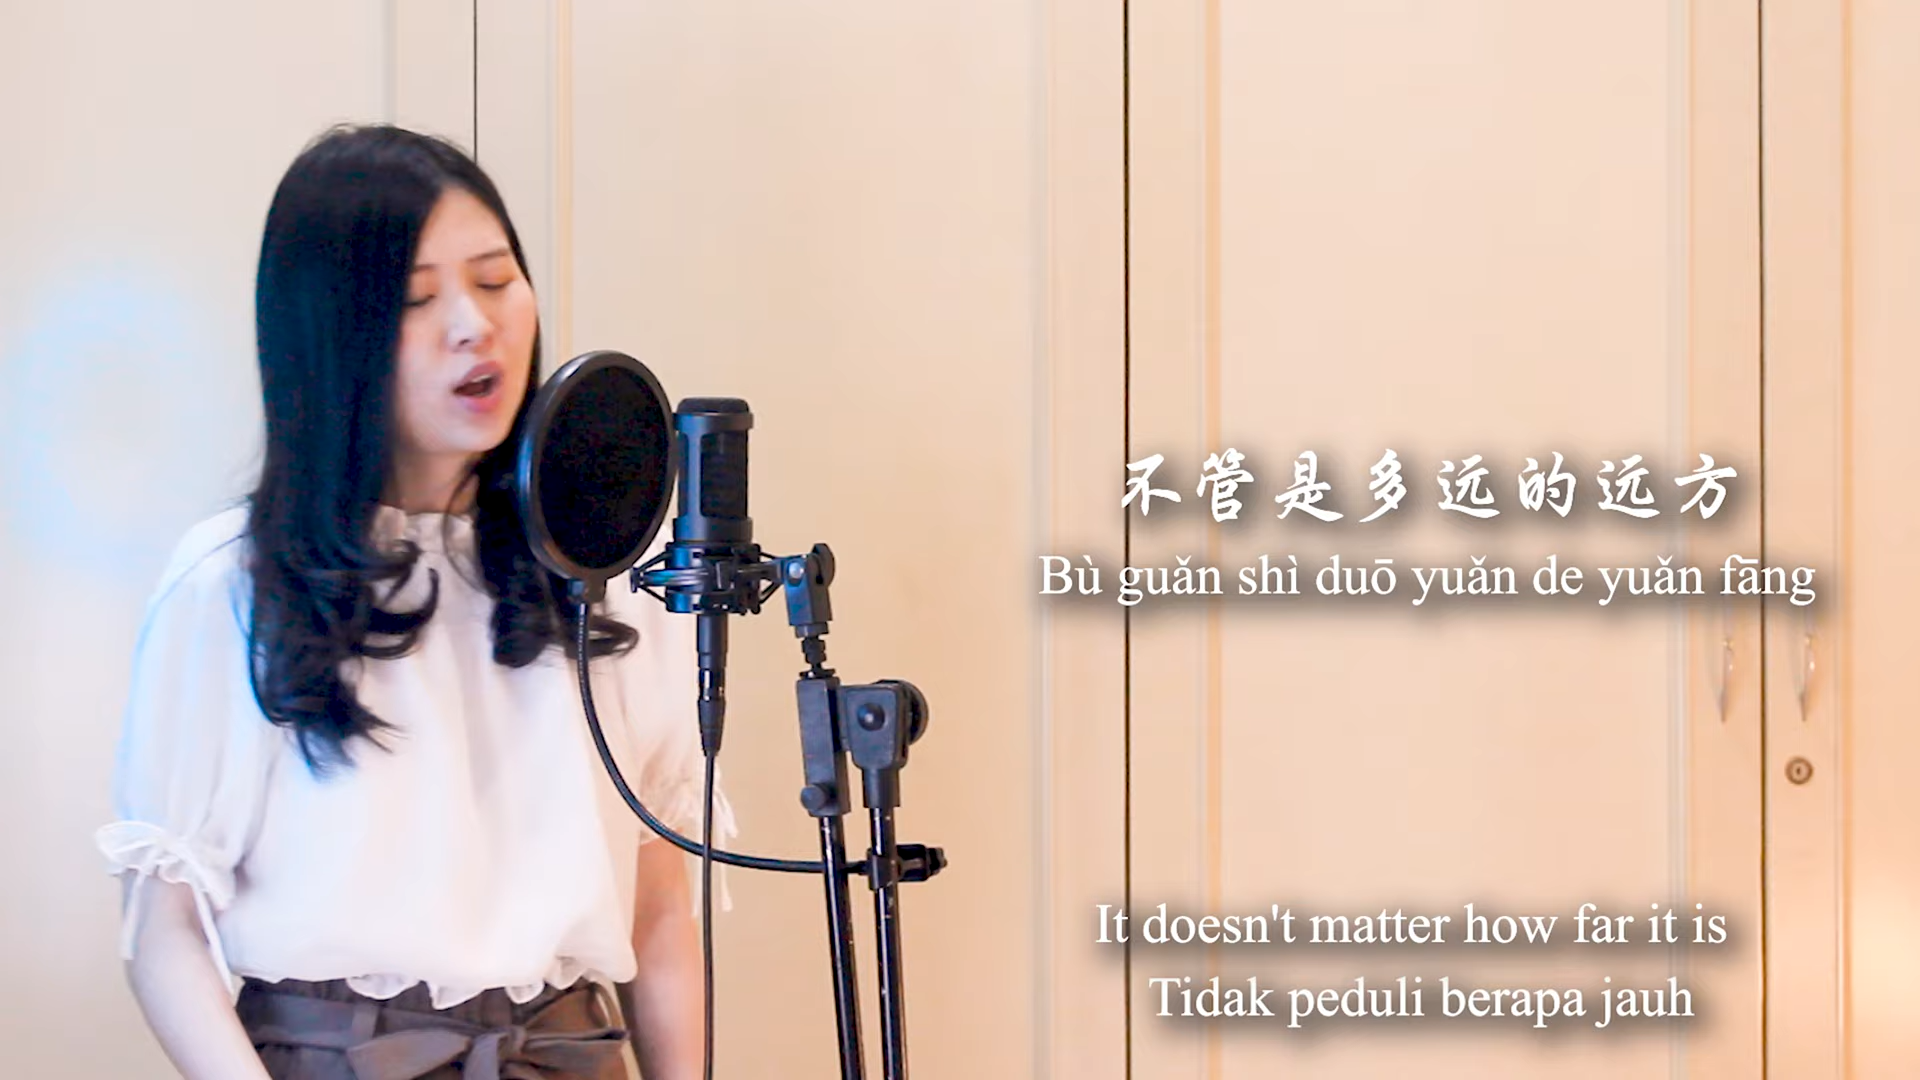 不管是多远的远方
Bù guǎn shì duō yuǎn de yuǎn fāng
It doesn't matter how far it is
Tidak peduli berapa jauh